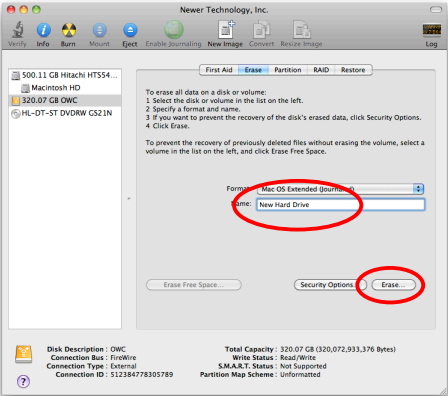 Newer Technology, Inc.
Verify Info Burn Mount Eject Enable Journaling New Image Convert Resize Image Log
First Aid Erase Partition RAID Restore
500.11 GB Hitachi HTS54...
Macintosh HD
320.07 GB OWC
HL-DT-ST DVDRW GS21N
To erase all data on a disk or volume:
1 Select the disk or volume in the list on the left.
2 Specify a format and name.
3 If you want to prevent the recovery of the disk's erased data, click Security Options.
4 Click Erase.
To prevent the recovery of previously deleted files without erasing the volume, select a
volume in the list on the left, and click Erase Free Space.
Format: Mac OS Extended (Journaled)
Name: New Hard Drive
Erase Free Space... Security Options... Erase...
Disk Description : OWC
Connection Bus : FireWire
Connection Type : External
Connection ID : 512384778305789
Total Capacity : 320.07 GB (320,072,933,376 Bytes)
Write Status : Read/Write
S.M.A.R.T. Status : Not Supported
Partition Map Scheme : Unformatted
?